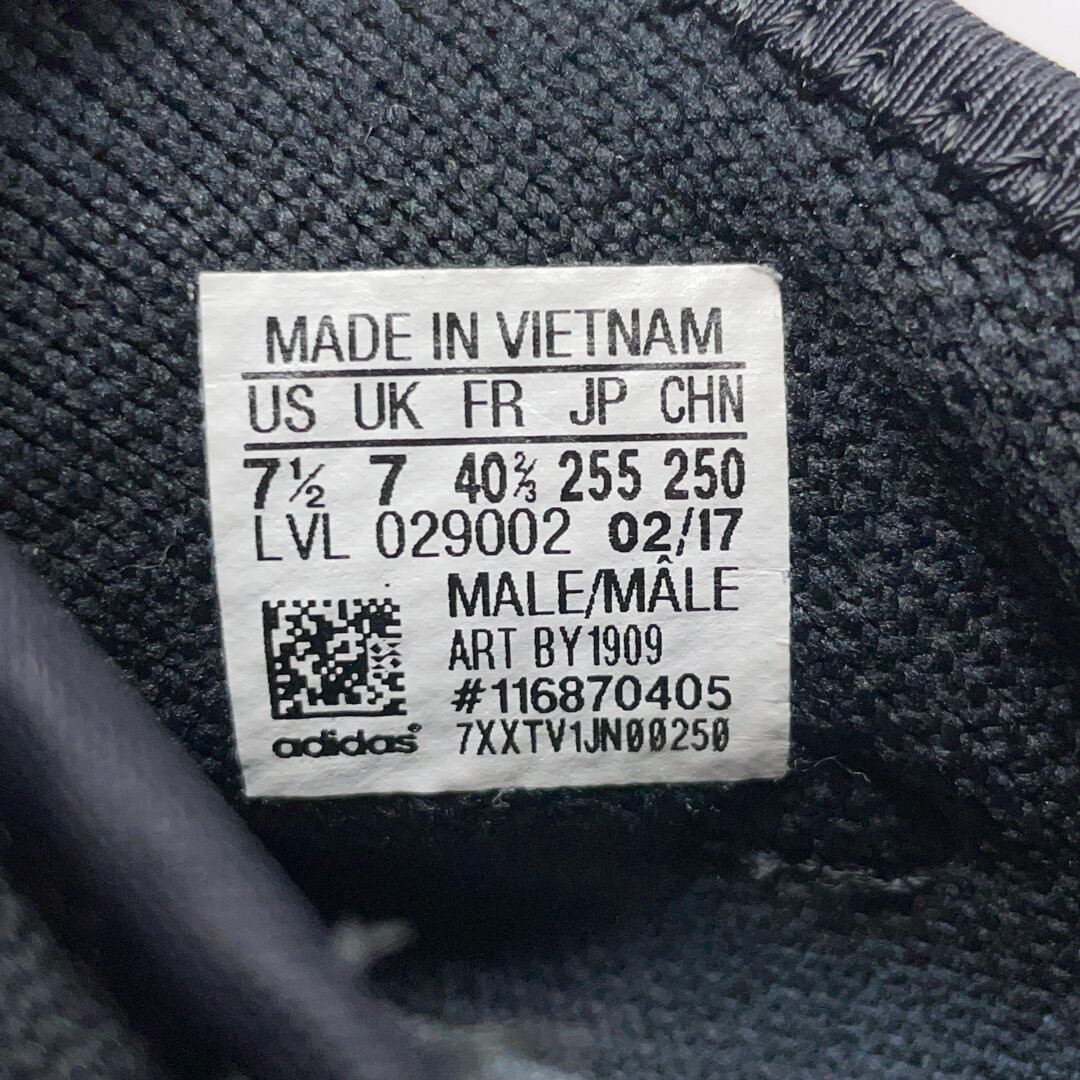 MADE IN VIETNAM
US UK FR JP CHN
7½ 7 40⅔ 255 250
LVL 029002 02/17
MALE/MÂLE
ART BY1909
#116870405
adidas® 7XXTV1JN00250